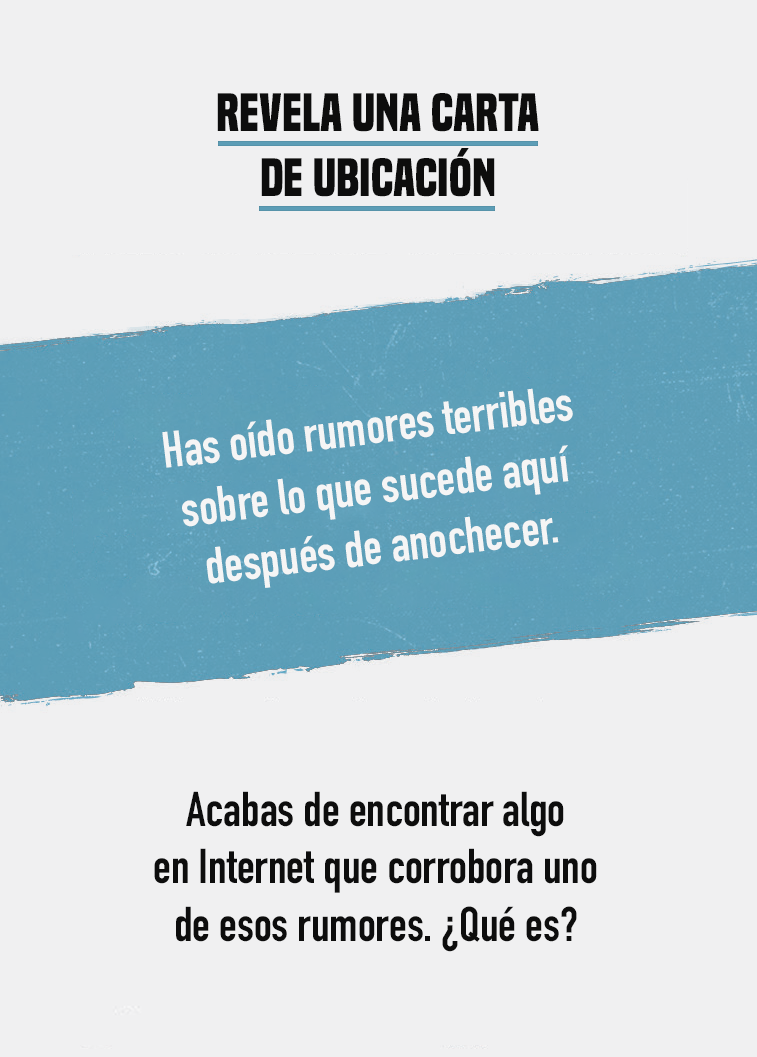 REVELA UNA CARTA
DE UBICACIÓN
Has oído rumores terribles
sobre lo que sucede aquí
después de anochecer.
Acabas de encontrar algo
en Internet que corrobora uno
de esos rumores. ¿Qué es?